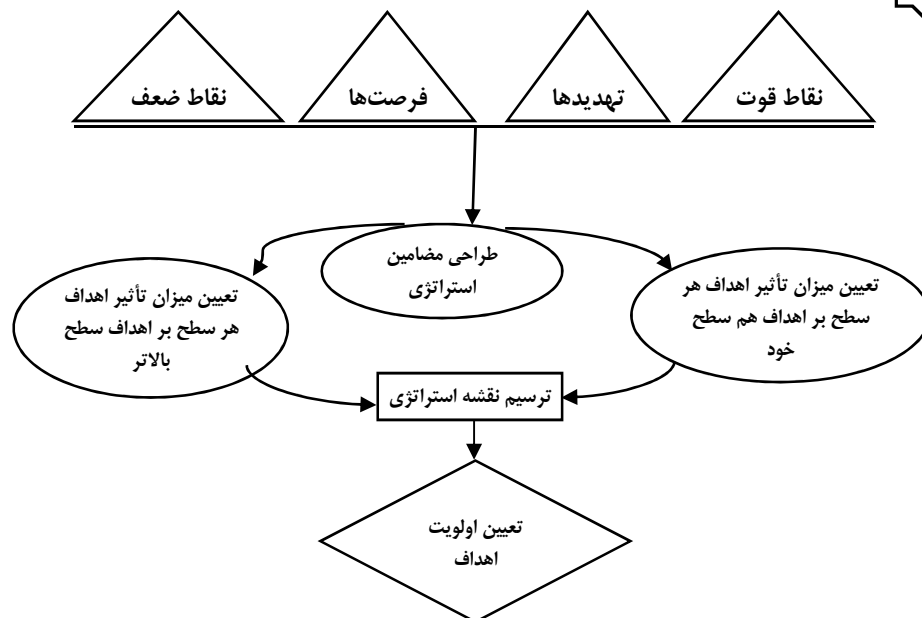 نقاط قوت
تهدیدها
فرصت‌ها
نقاط ضعف
طراحی مضامین
استراتژی
تعیین میزان تأثیر اهداف هر
سطح بر اهداف هم سطح
خود
تعیین میزان تأثیر اهداف
هر سطح بر اهداف سطح
بالاتر
ترسیم نقشه استراتژی
تعیین اولویت
اهداف